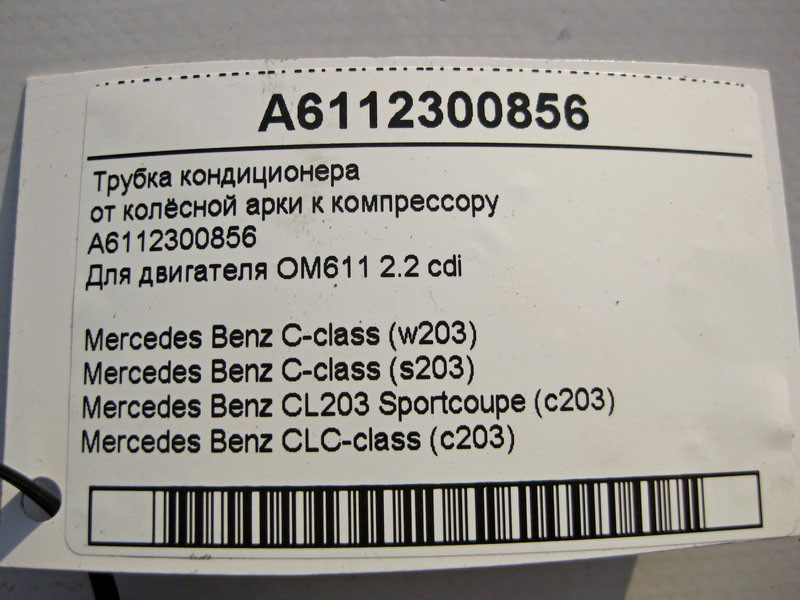 A6112300856
Трубка кондиционера
от колёсной арки к компрессору
A6112300856
Для двигателя OM611 2.2 cdi
Mercedes Benz C-class (w203)
Mercedes Benz C-class (s203)
Mercedes Benz CL203 Sportcoupe (c203)
Mercedes Benz CLC-class (c203)